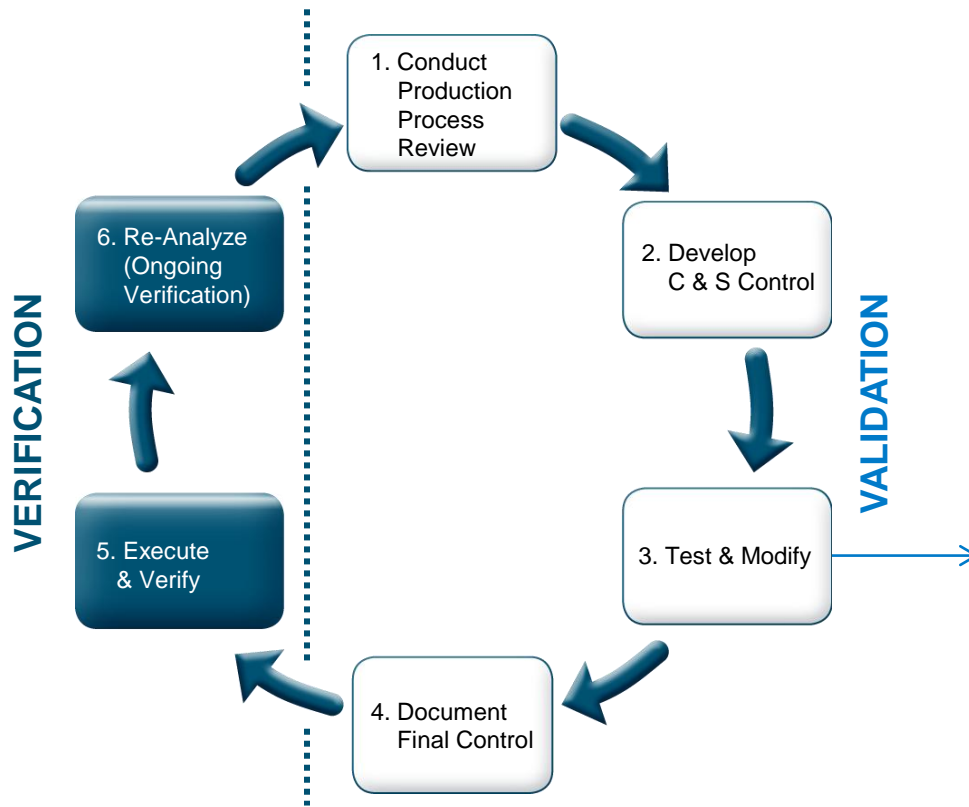 1. Conduct
Production
Process
Review
2. Develop
C & S Control
3. Test & Modify
4. Document
Final Control
5. Execute
& Verify
6. Re-Analyze
(Ongoing
Verification)
VERIFICATION
VALIDATION